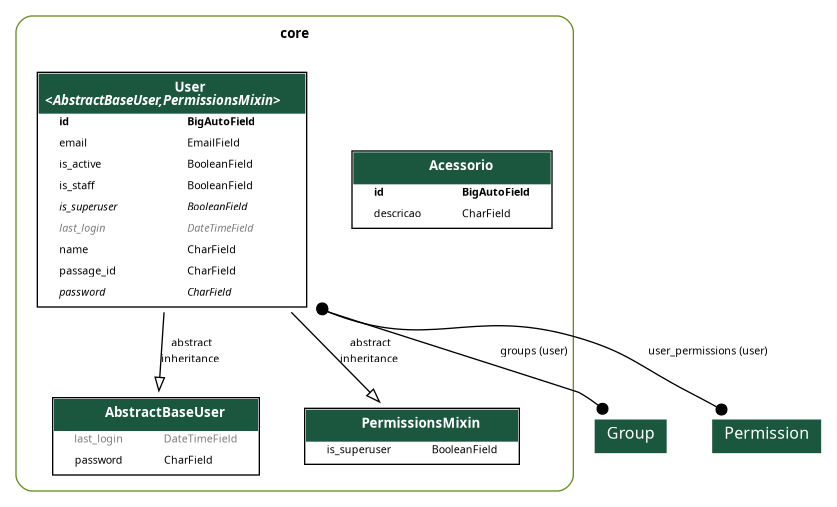 core
User
<AbstractBaseUser,PermissionsMixin>
id BigAutoField
email EmailField
is_active BooleanField
is_staff BooleanField
is_superuser BooleanField
last_login DateTimeField
name CharField
passage_id CharField
password CharField
Acessorio
id BigAutoField
descricao CharField
abstract
inheritance
abstract
inheritance
groups (user)
user_permissions (user)
AbstractBaseUser
last_login DateTimeField
password CharField
PermissionsMixin
is_superuser BooleanField
Group
Permission